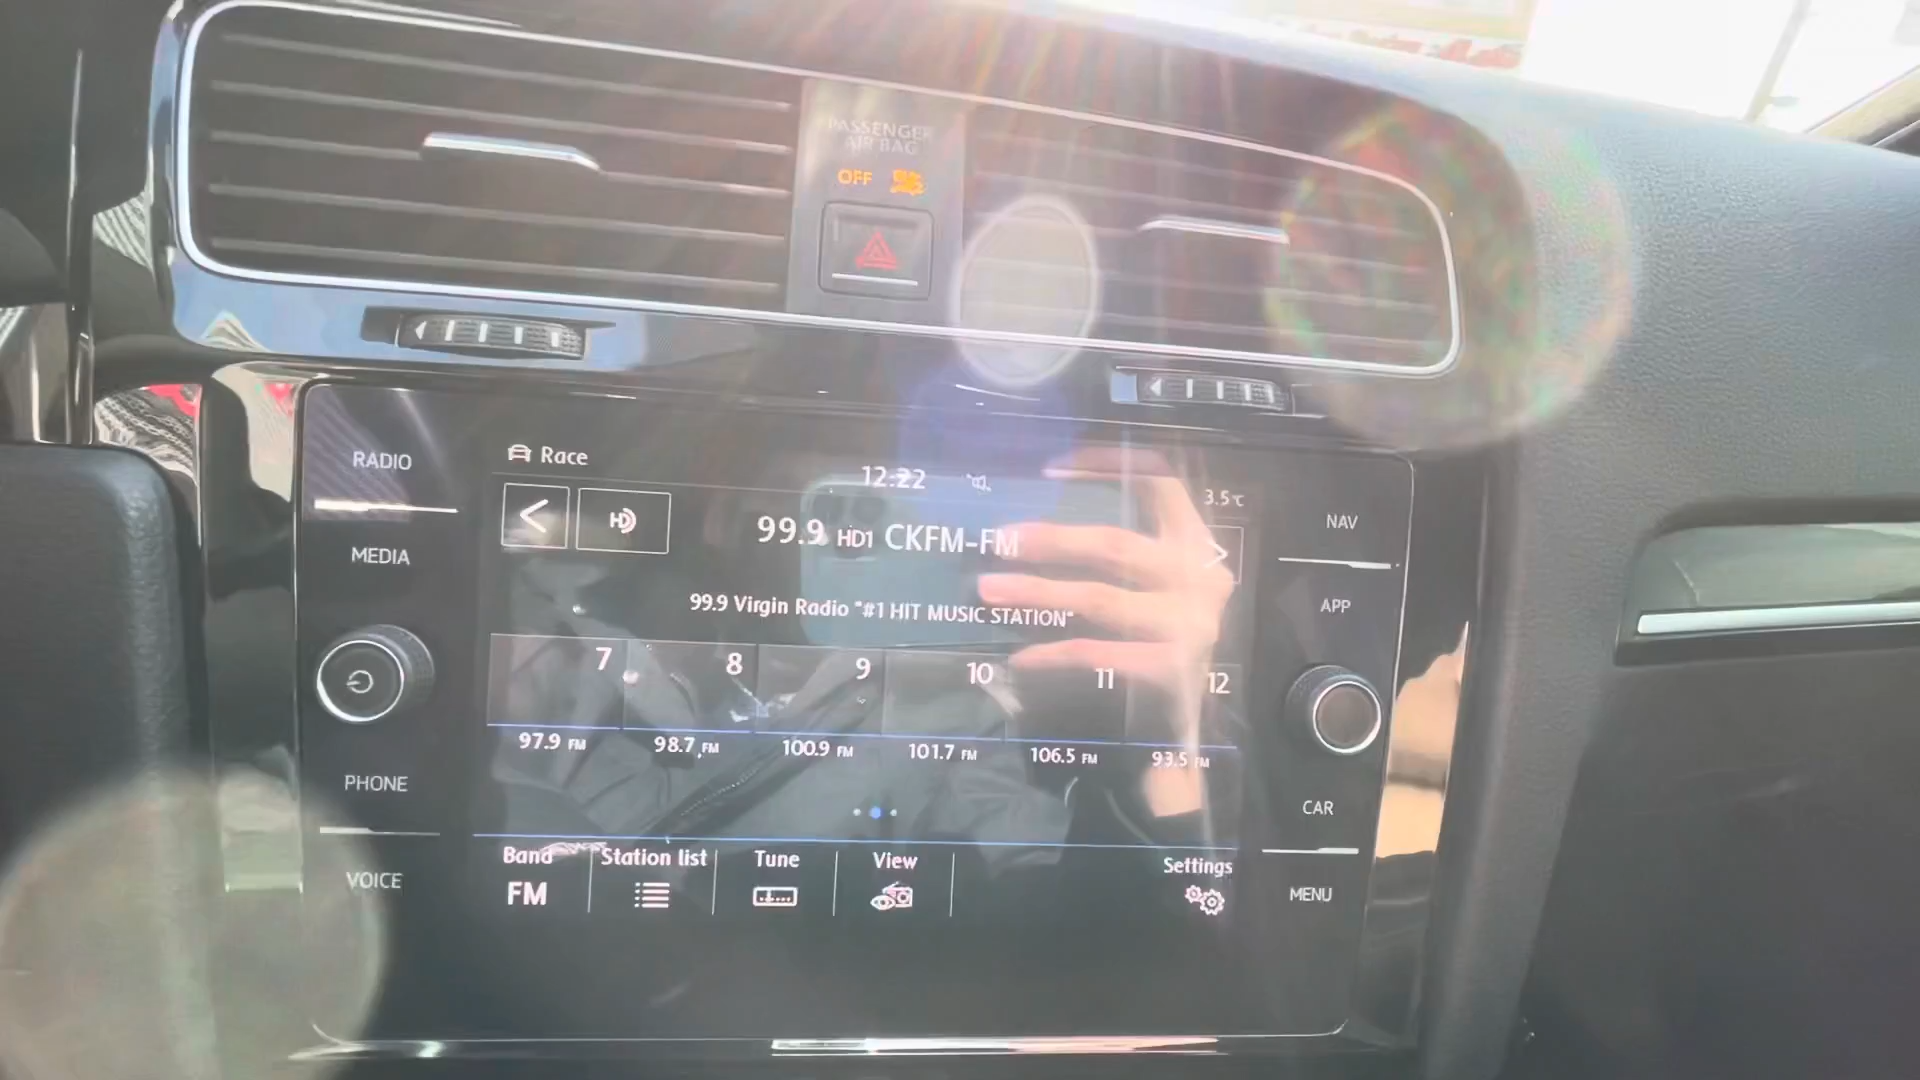 PASSENGER
AIR BAG
OFF
RADIO
MEDIA
PHONE
VOICE
Race
12:22
3.5°C
HD
99.9 HD1 CKFM-FM
99.9 Virgin Radio "#1 HIT MUSIC STATION"
7 8 9 10 11 12
97.9 FM 98.7 FM 100.9 FM 101.7 FM 106.5 FM 93.5 FM
Band Station list Tune View Settings
FM
NAV
APP
CAR
MENU